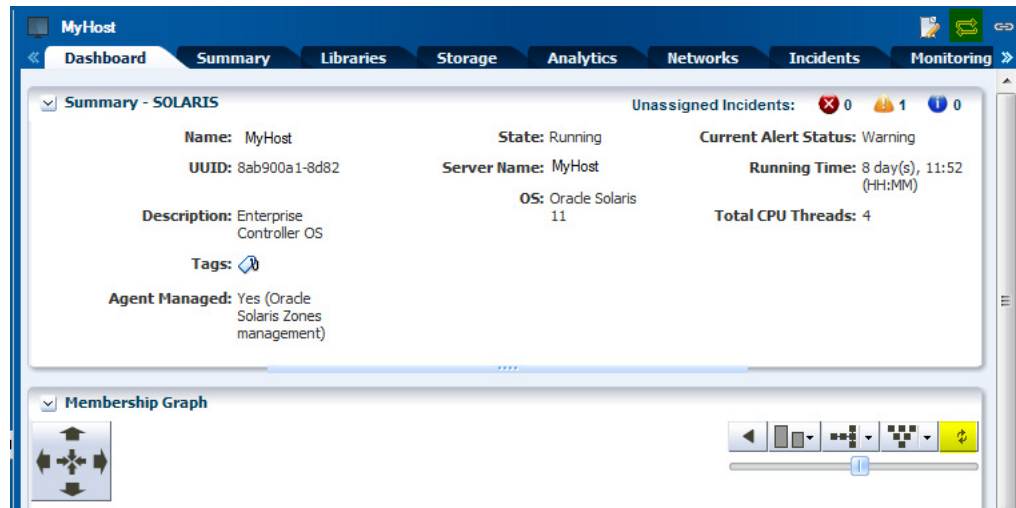 MyHost
Dashboard Summary Libraries Storage Analytics Networks Incidents Monitoring
Summary - SOLARIS Unassigned Incidents: 0 1 0
Name: MyHost State: Running Current Alert Status: Warning
UUID: 8ab900a1-8d82 Server Name: MyHost Running Time: 8 day(s), 11:52
(HH:MM)
OS: Oracle Solaris
11
Description: Enterprise
Controller OS
Total CPU Threads: 4
Tags:
Agent Managed: Yes (Oracle
Solaris Zones
management)
Membership Graph